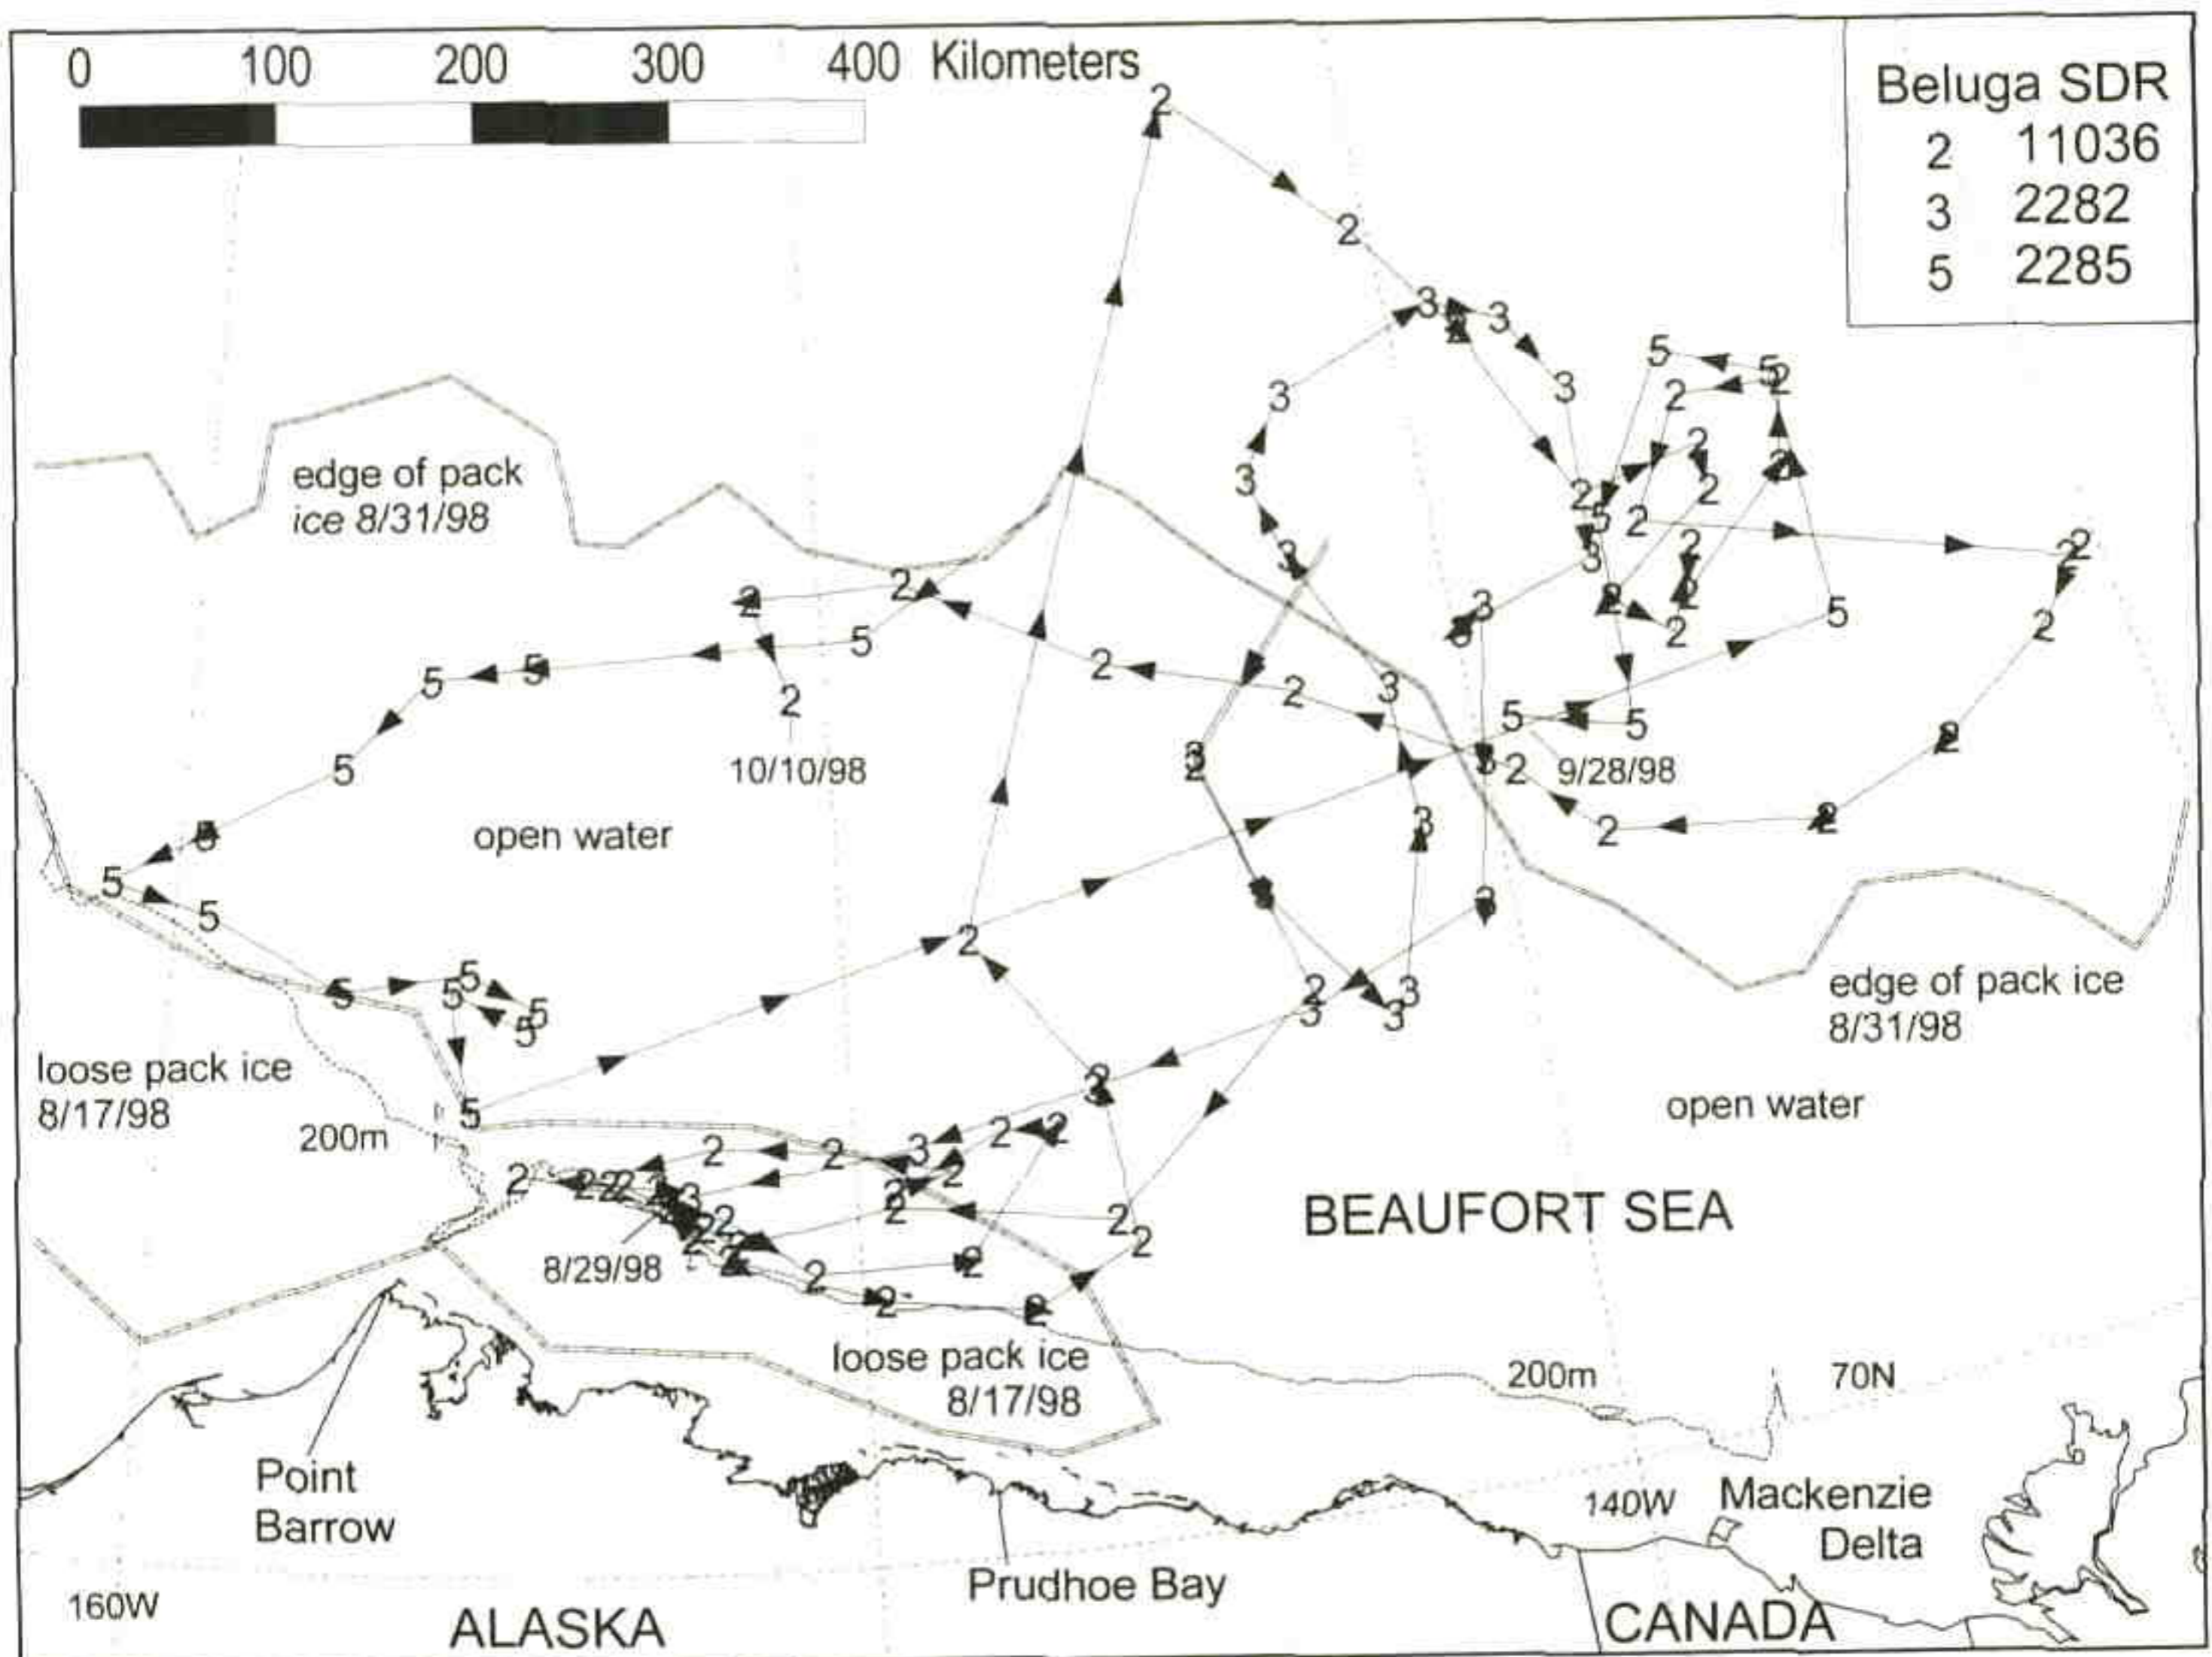 0 100 200 300 400 Kilometers
Beluga SDR
2 11036
3 2282
5 2285
edge of pack
ice 8/31/98
10/10/98
9/28/98
open water
edge of pack ice
8/31/98
loose pack ice
8/17/98
200m
open water
BEAUFORT SEA
8/29/98
loose pack ice
8/17/98
200m
70N
Point
Barrow
140W
Mackenzie
Delta
Prudhoe Bay
160W
ALASKA
CANADA